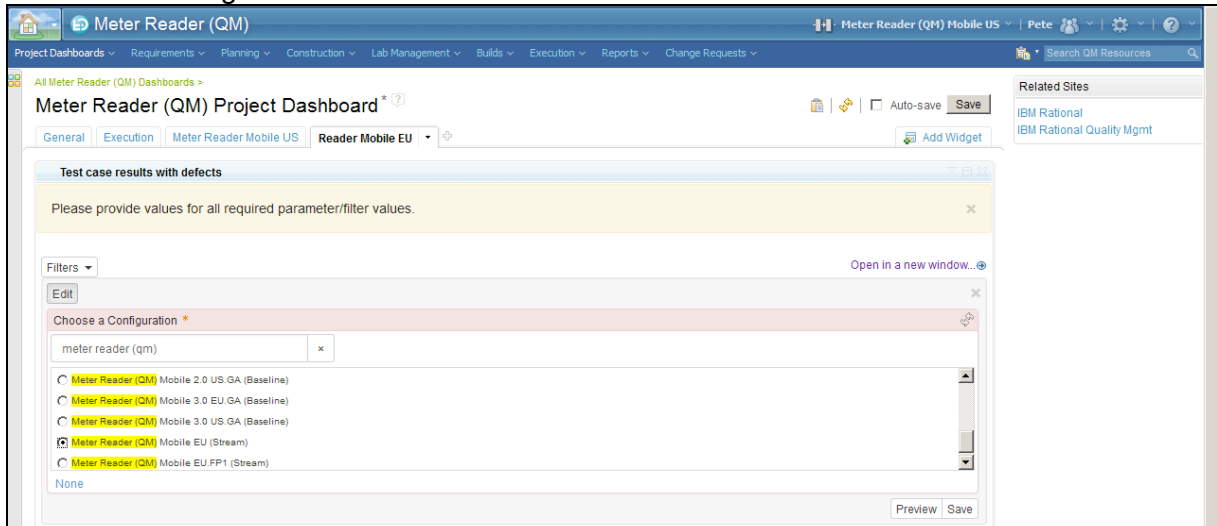 Meter Reader (QM) Meter Reader (QM) Mobile US Pete
Project Dashboards Requirements Planning Construction Lab Management Builds Execution Reports Change Requests Search QM Resources
All Meter Reader (QM) Dashboards >
Meter Reader (QM) Project Dashboard * Auto-save Save
General Execution Meter Reader Mobile US Reader Mobile EU Add Widget
Related Sites
IBM Rational
IBM Rational Quality Mgmt
Test case results with defects
Please provide values for all required parameter/filter values.
Filters Open in a new window...
Edit
Choose a Configuration *
meter reader (qm) x
Meter Reader (QM) Mobile 2.0 US.GA (Baseline)
Meter Reader (QM) Mobile 3.0 EU.GA (Baseline)
Meter Reader (QM) Mobile 3.0 US.GA (Baseline)
Meter Reader (QM) Mobile EU (Stream)
Meter Reader (QM) Mobile EU.FP1 (Stream)
None
Preview Save